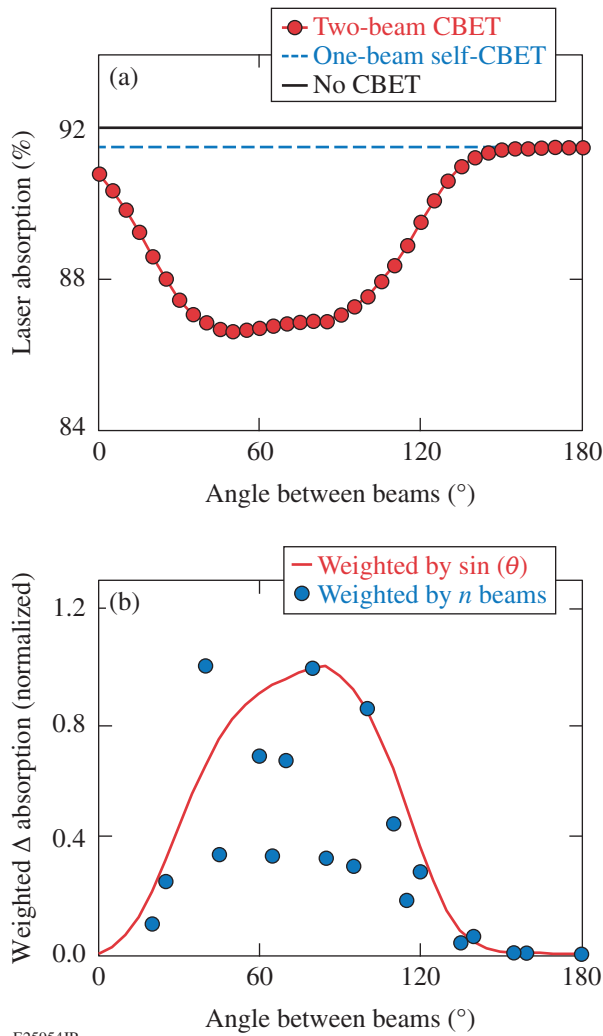 Two-beam CBET
One-beam self-CBET
No CBET
(a)
92
88
84
Laser absorption (%)
0 60 120 180
Angle between beams (°)
Weighted by sin (θ)
Weighted by n beams
(b)
1.2
0.8
0.4
0.0
Weighted Δ absorption (normalized)
0 60 120 180
Angle between beams (°)